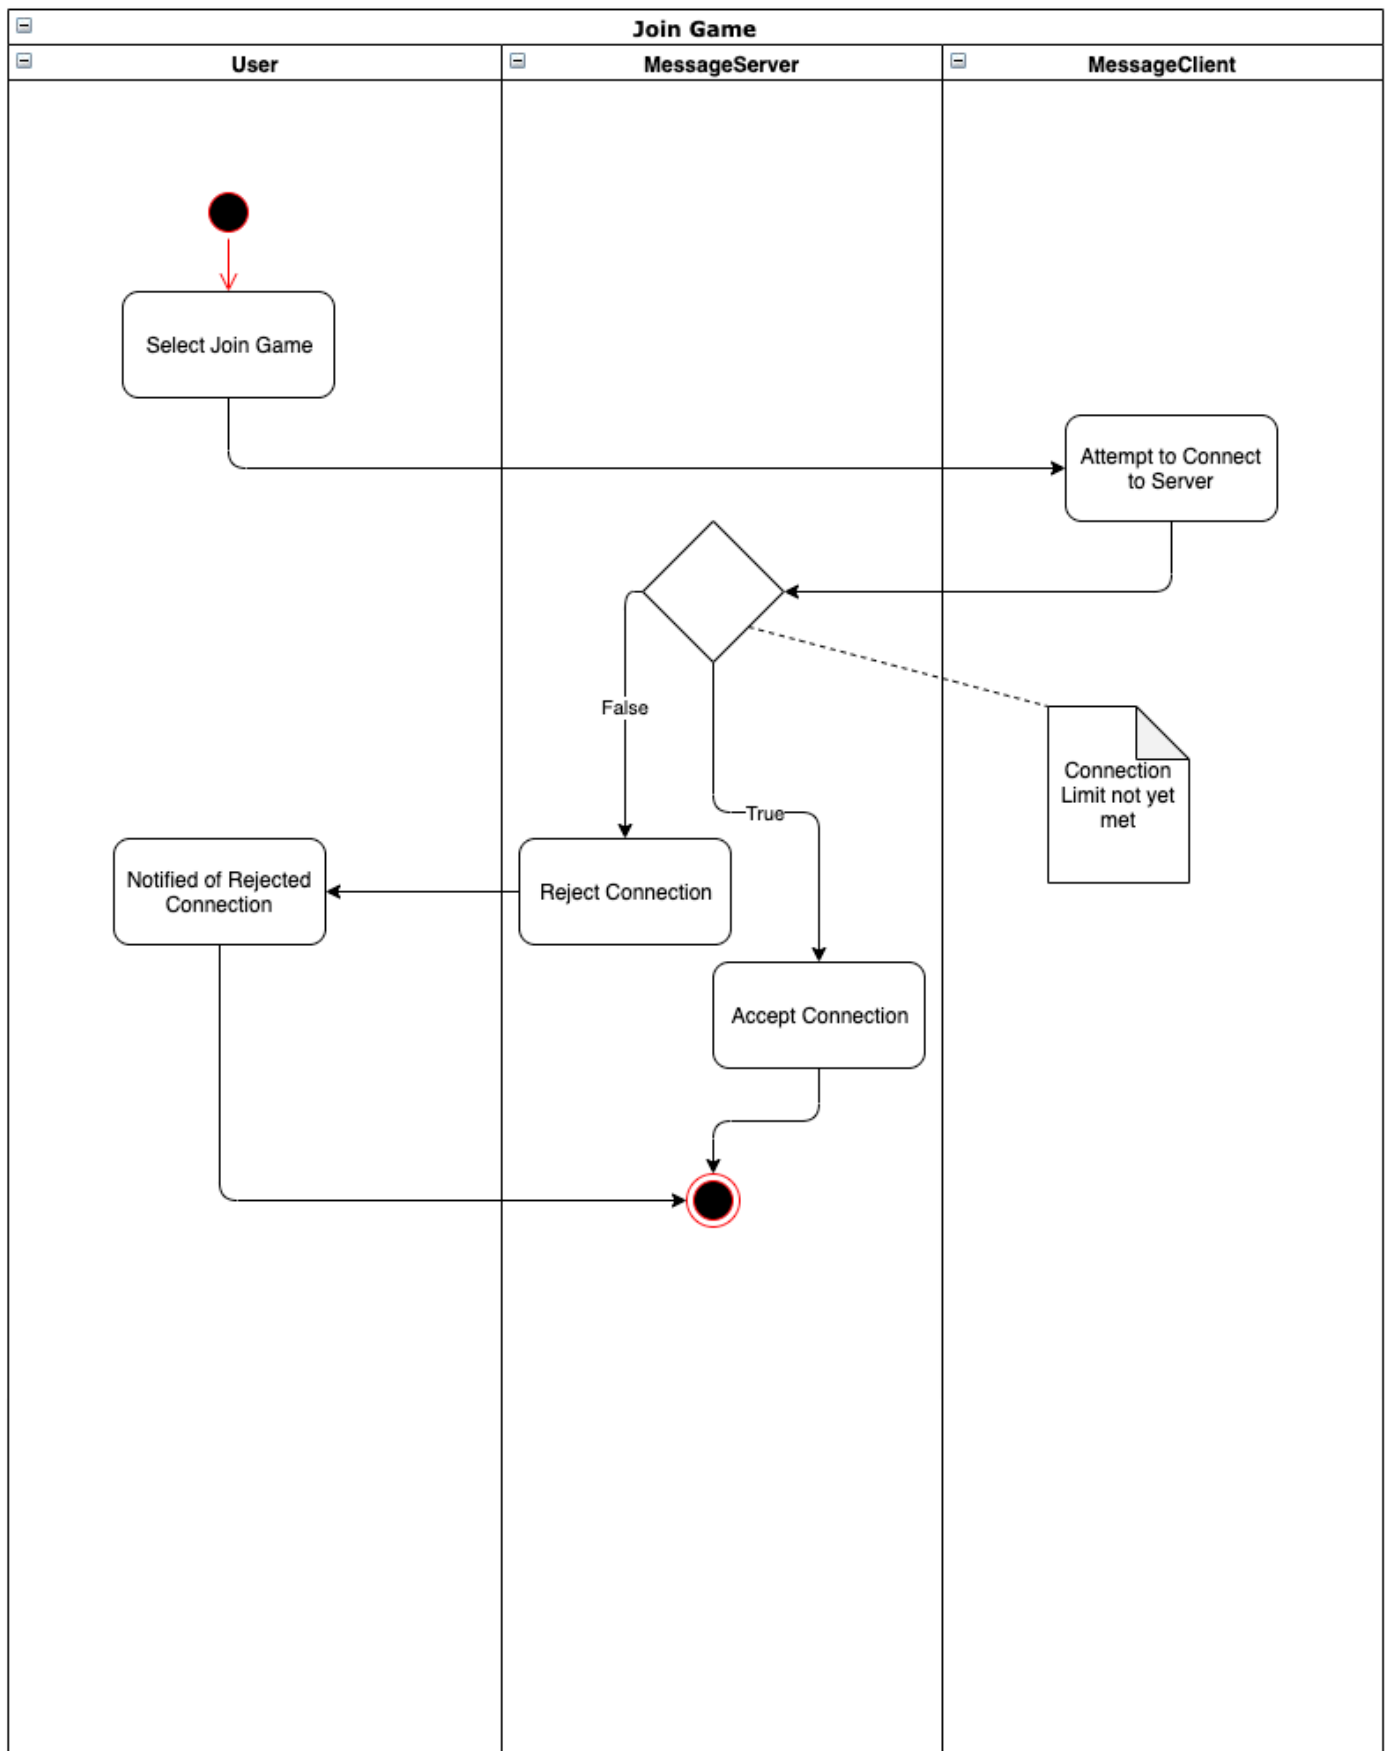 Join Game
User
MessageServer
MessageClient
Select Join Game
Attempt to Connect
to Server
False
Connection
Limit not yet
met
True
Notified of Rejected
Connection
Reject Connection
Accept Connection